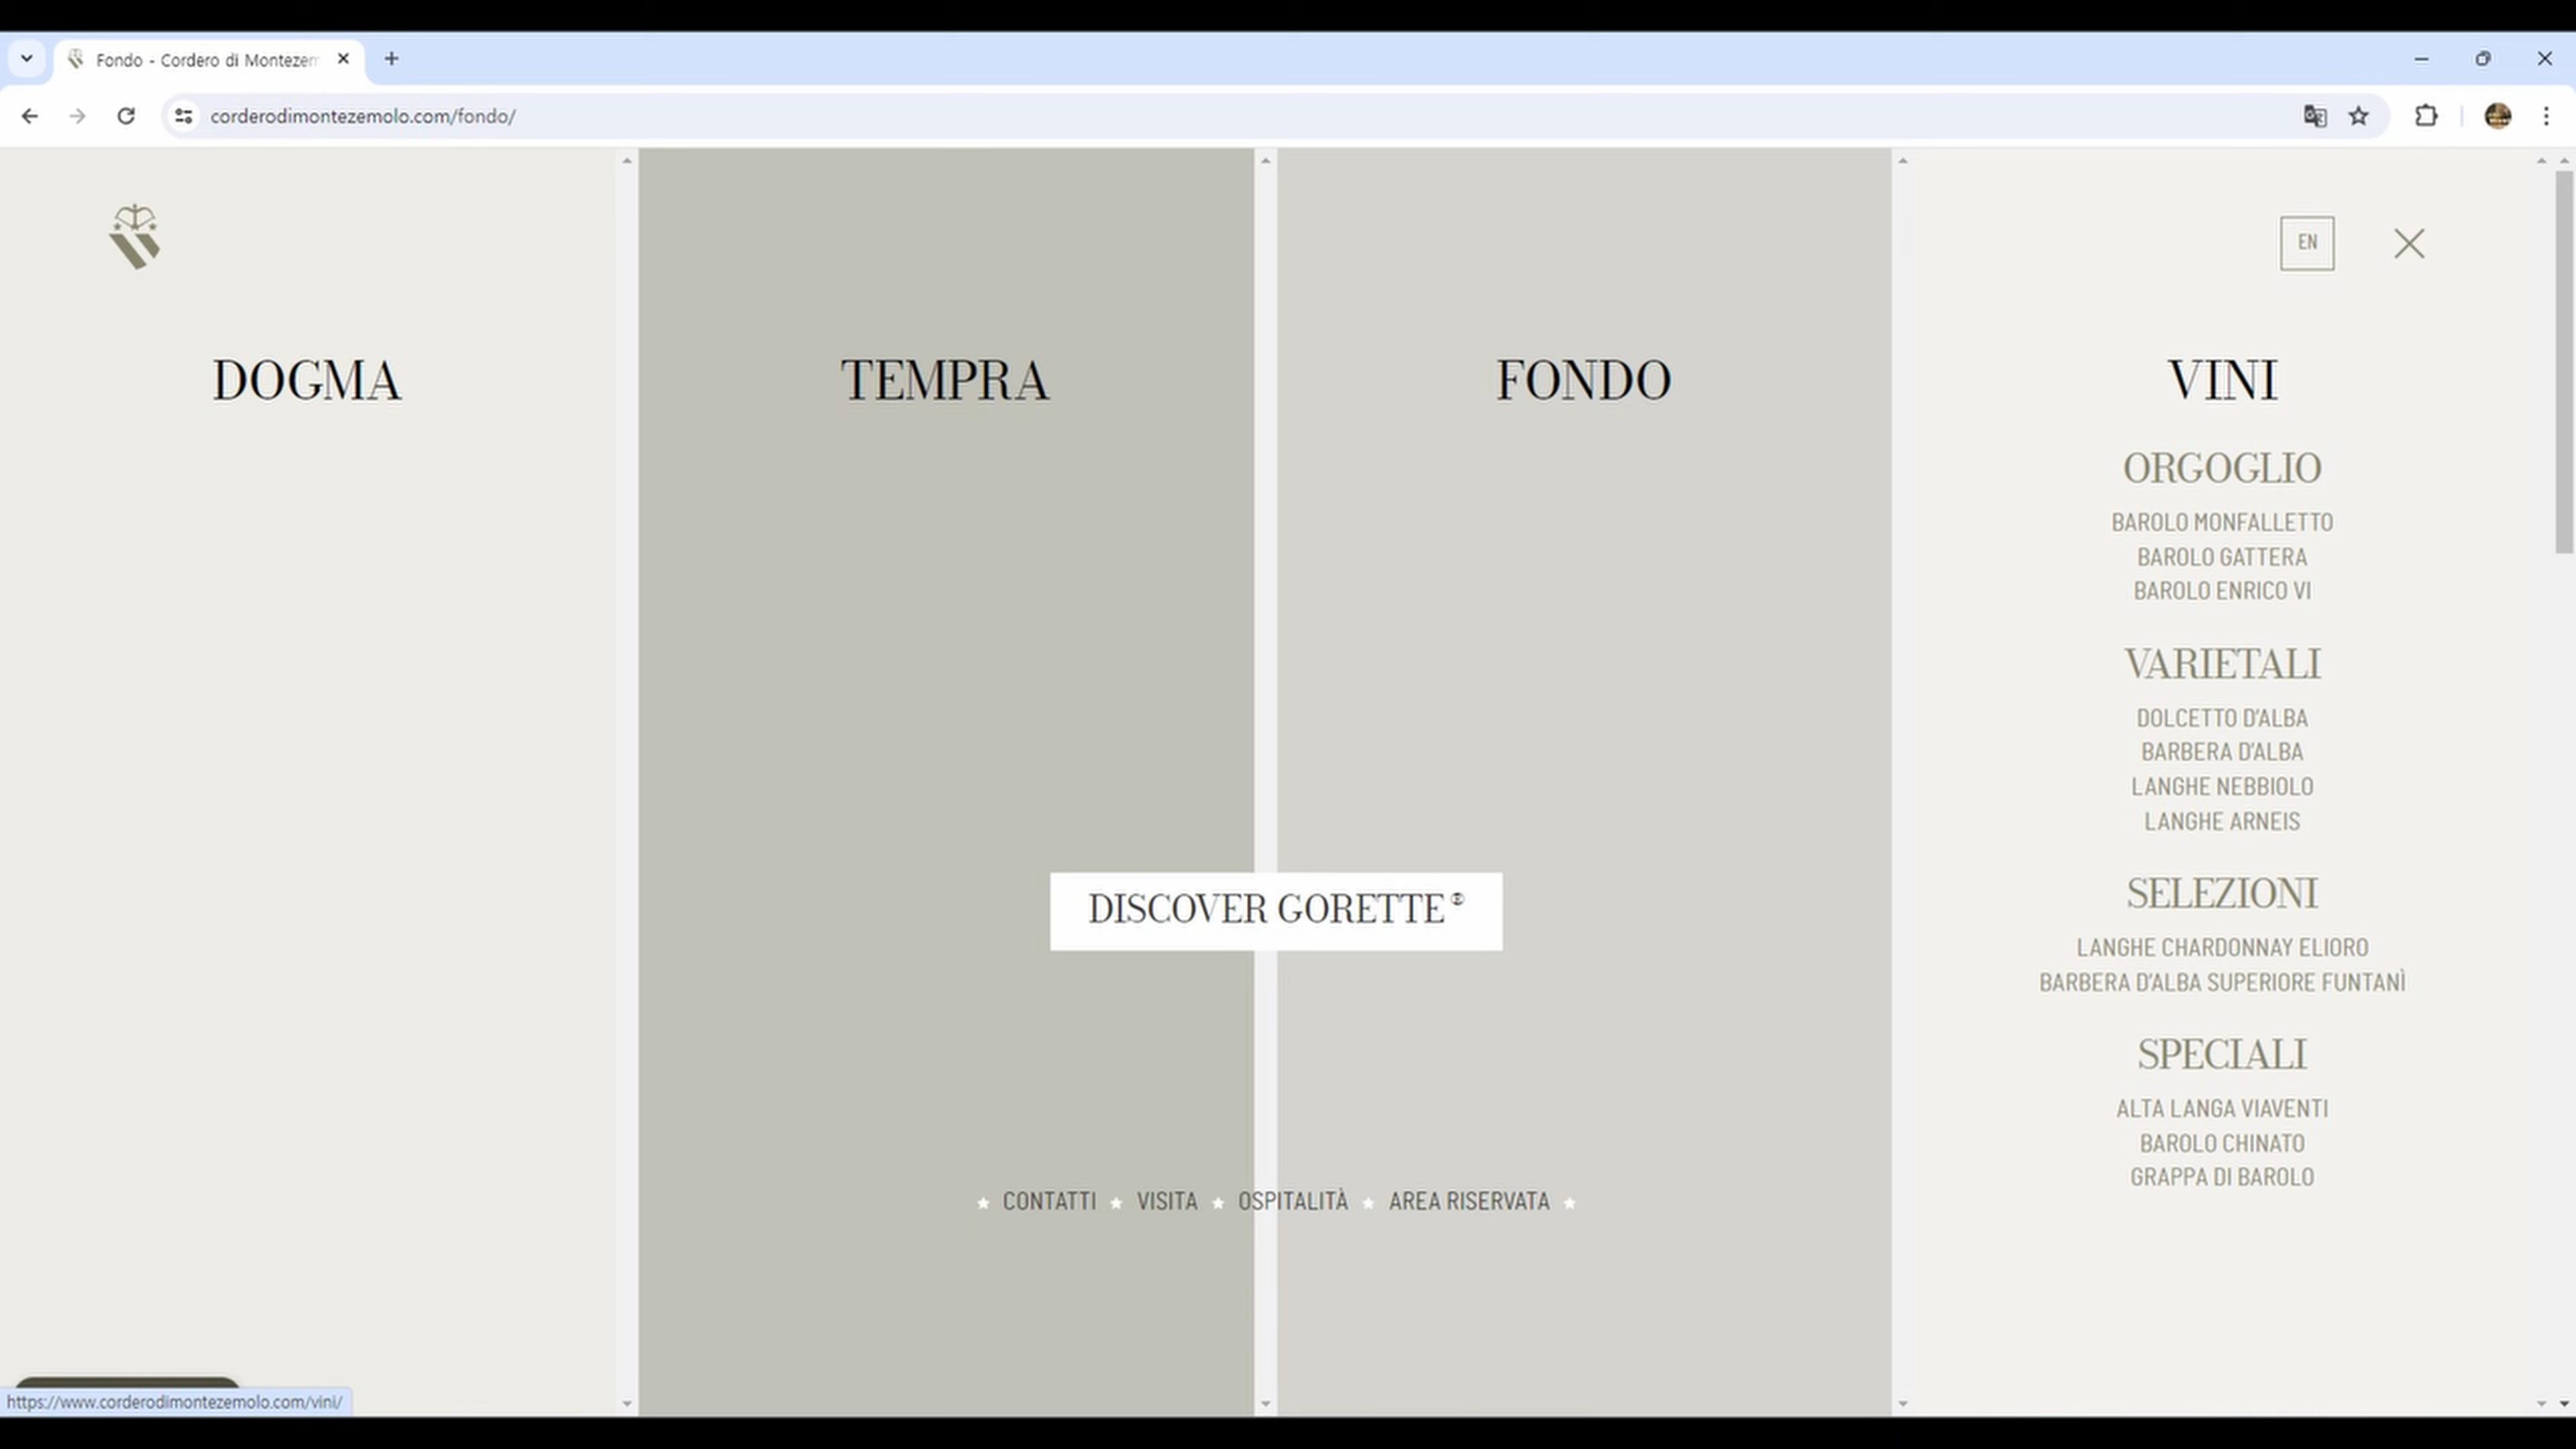 Fondo - Cordero di Montezem
corderodimontezemolo.com/fondo/
EN
DOGMA
TEMPRA
FONDO
VINI
ORGOGLIO
BAROLO MONFALLETTO
BAROLO GATTERA
BAROLO ENRICO VI
VARIETALI
DOLCETTO D'ALBA
BARBERA D'ALBA
LANGHE NEBBIOLO
LANGHE ARNEIS
SELEZIONI
LANGHE CHARDONNAY ELIORO
BARBERA D'ALBA SUPERIORE FUNTANÌ
SPECIALI
ALTA LANGA VIAVENTI
BAROLO CHINATO
GRAPPA DI BAROLO
DISCOVER GORETTE®
★ CONTATTI ★ VISITA ★ OSPITALITÀ ★ AREA RISERVATA ★
https://www.corderodimontezemolo.com/vini/